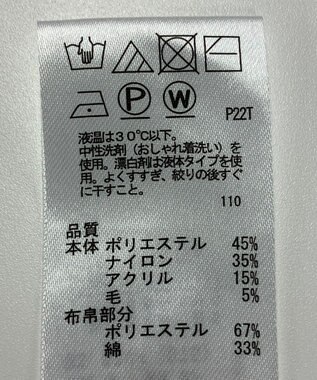 P W P22T
液温は30℃以下。
中性洗剤(おしゃれ着洗い)を
使用。漂白剤は液体タイプを使
用。よくすすぎ、絞りの後すぐ
に干すこと。
110
品質
本体 ポリエステル 45%
ナイロン 35%
アクリル 15%
毛 5%
布帛部分
ポリエステル 67%
綿 33%